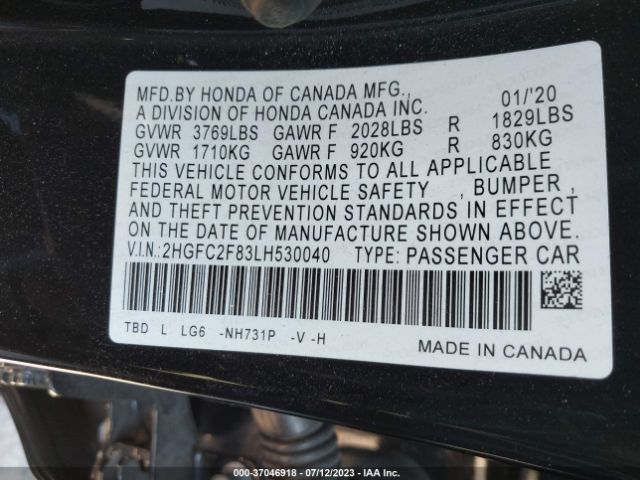 MFD.BY HONDA OF CANADA MFG., 01/'20
A DIVISION OF HONDA CANADA INC.
GVWR 3769LBS GAWR F 2028LBS R 1829LBS
GVWR 1710KG GAWR F 920KG R 830KG
THIS VEHICLE CONFORMS TO ALL APPLICABLE
FEDERAL MOTOR VEHICLE SAFETY , BUMPER ,
AND THEFT PREVENTION STANDARDS IN EFFECT
ON THE DATE OF MANUFACTURE SHOWN ABOVE.
V.I.N.:2HGFC2F83LH530040 TYPE: PASSENGER CAR
TBD L LG6 -NH731P -V -H
MADE IN CANADA
000-37046918 - 07/12/2023 - IAA Inc.